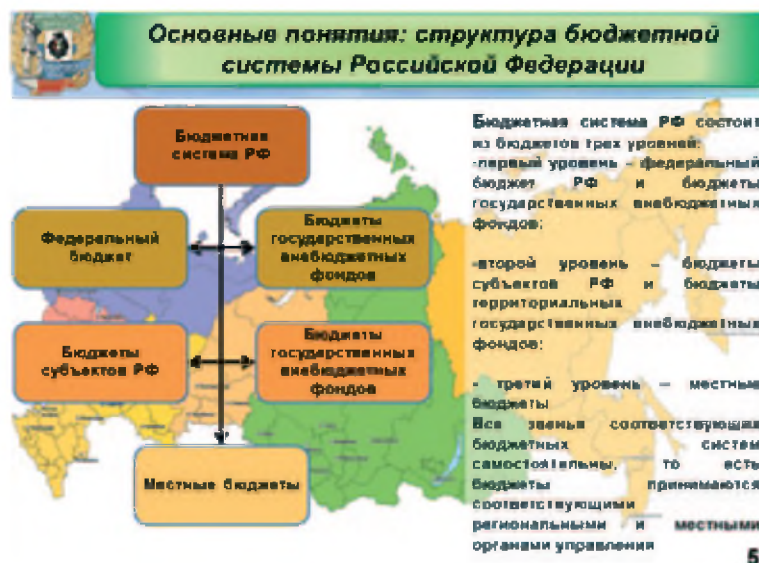 Основные понятия: структура бюджетной
системы Российской Федерации
Бюджетная
система РФ
Федеральный
бюджет
Бюджеты
государственных
внебюджетных
фондов
Бюджеты
субъектов РФ
Бюджеты
государственных
внебюджетных
фондов
Местные бюджеты
Бюджетная система РФ состоит
из бюджетов трех уровней:
-первый уровень – федеральный
бюджет РФ и бюджеты
государственных внебюджетных
фондов;
-второй уровень – бюджеты
субъектов РФ и бюджеты
территориальных
государственных внебюджетных
фондов;
- третий уровень – местные
бюджеты
Все звенья соответствующих
бюджетных систем
самостоятельны, то есть
бюджеты принимаются
соответствующими
региональными и местными
органами управления
5